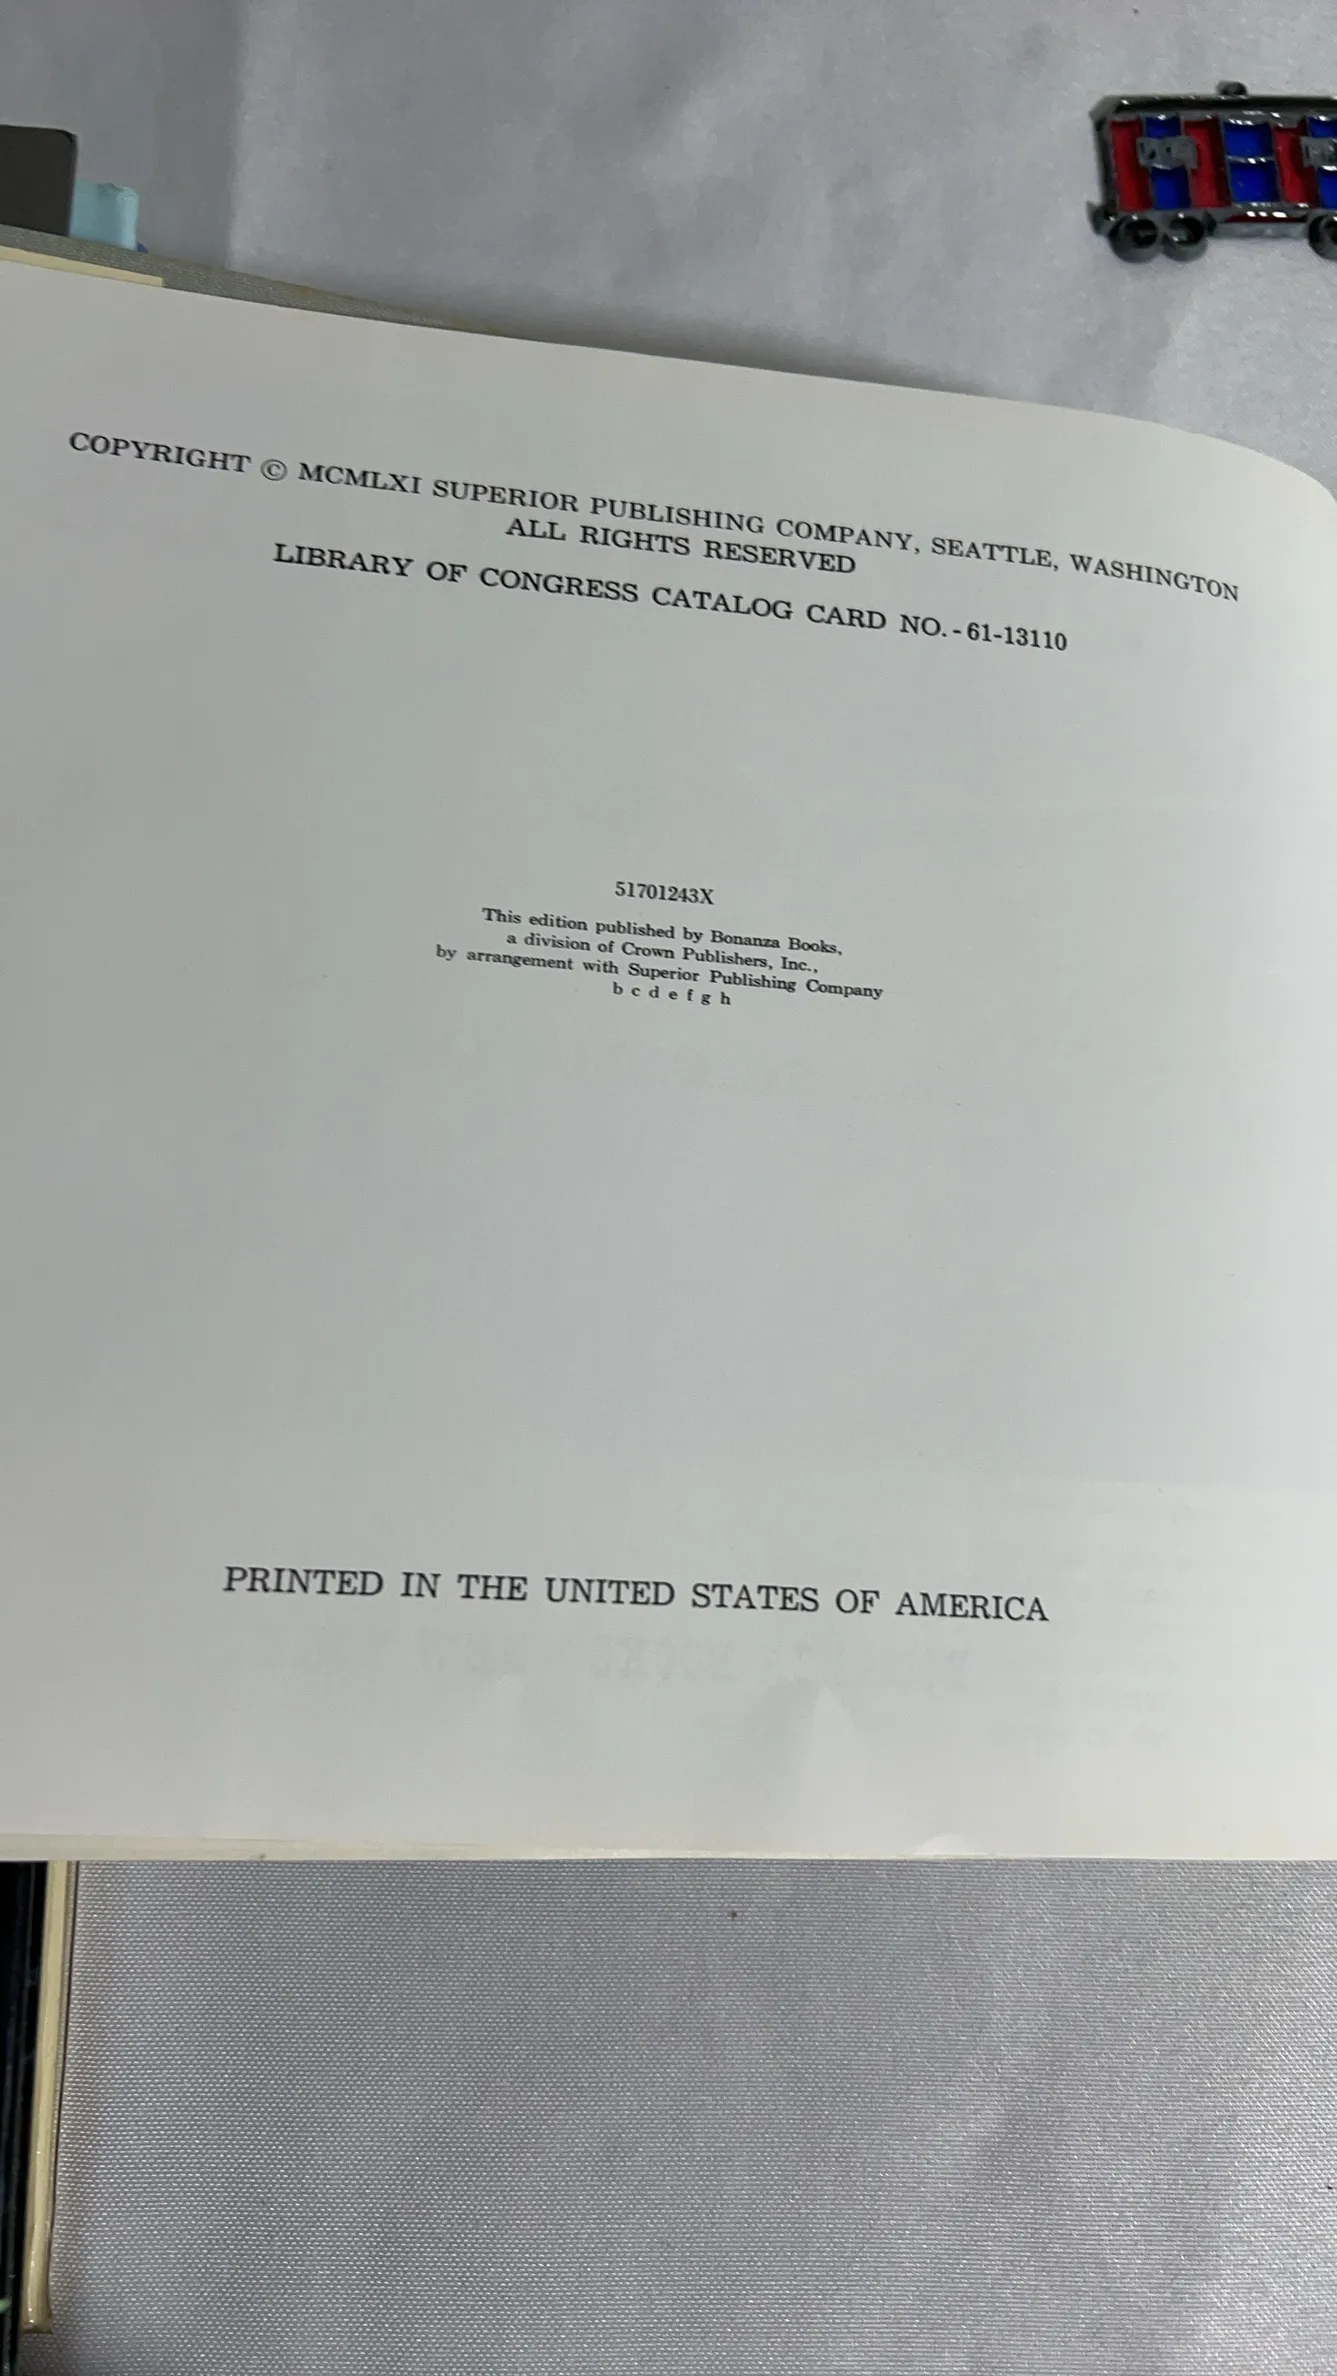 COPYRIGHT © MCMLXI SUPERIOR PUBLISHING COMPANY, SEATTLE, WASHINGTON
ALL RIGHTS RESERVED
LIBRARY OF CONGRESS CATALOG CARD NO. - 61-13110
51701243X
This edition published by Bonanza Books,
a division of Crown Publishers, Inc.,
by arrangement with Superior Publishing Company
b c d e f g h
PRINTED IN THE UNITED STATES OF AMERICA